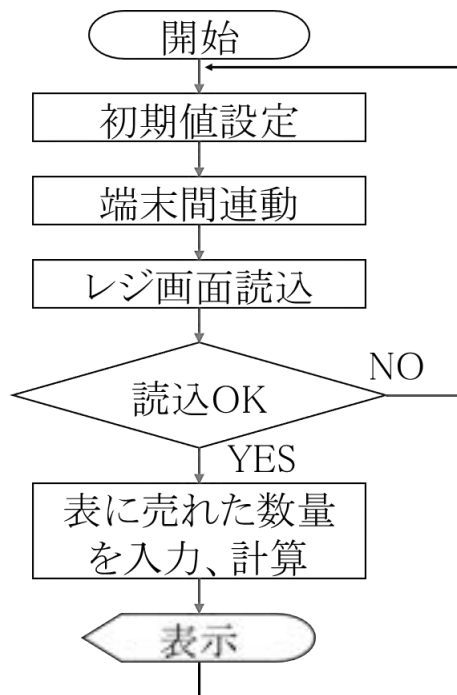 開始
初期値設定
端末間連動
レジ画面読込
読込OK
NO
YES
表に売れた数量
を入力、計算
表示